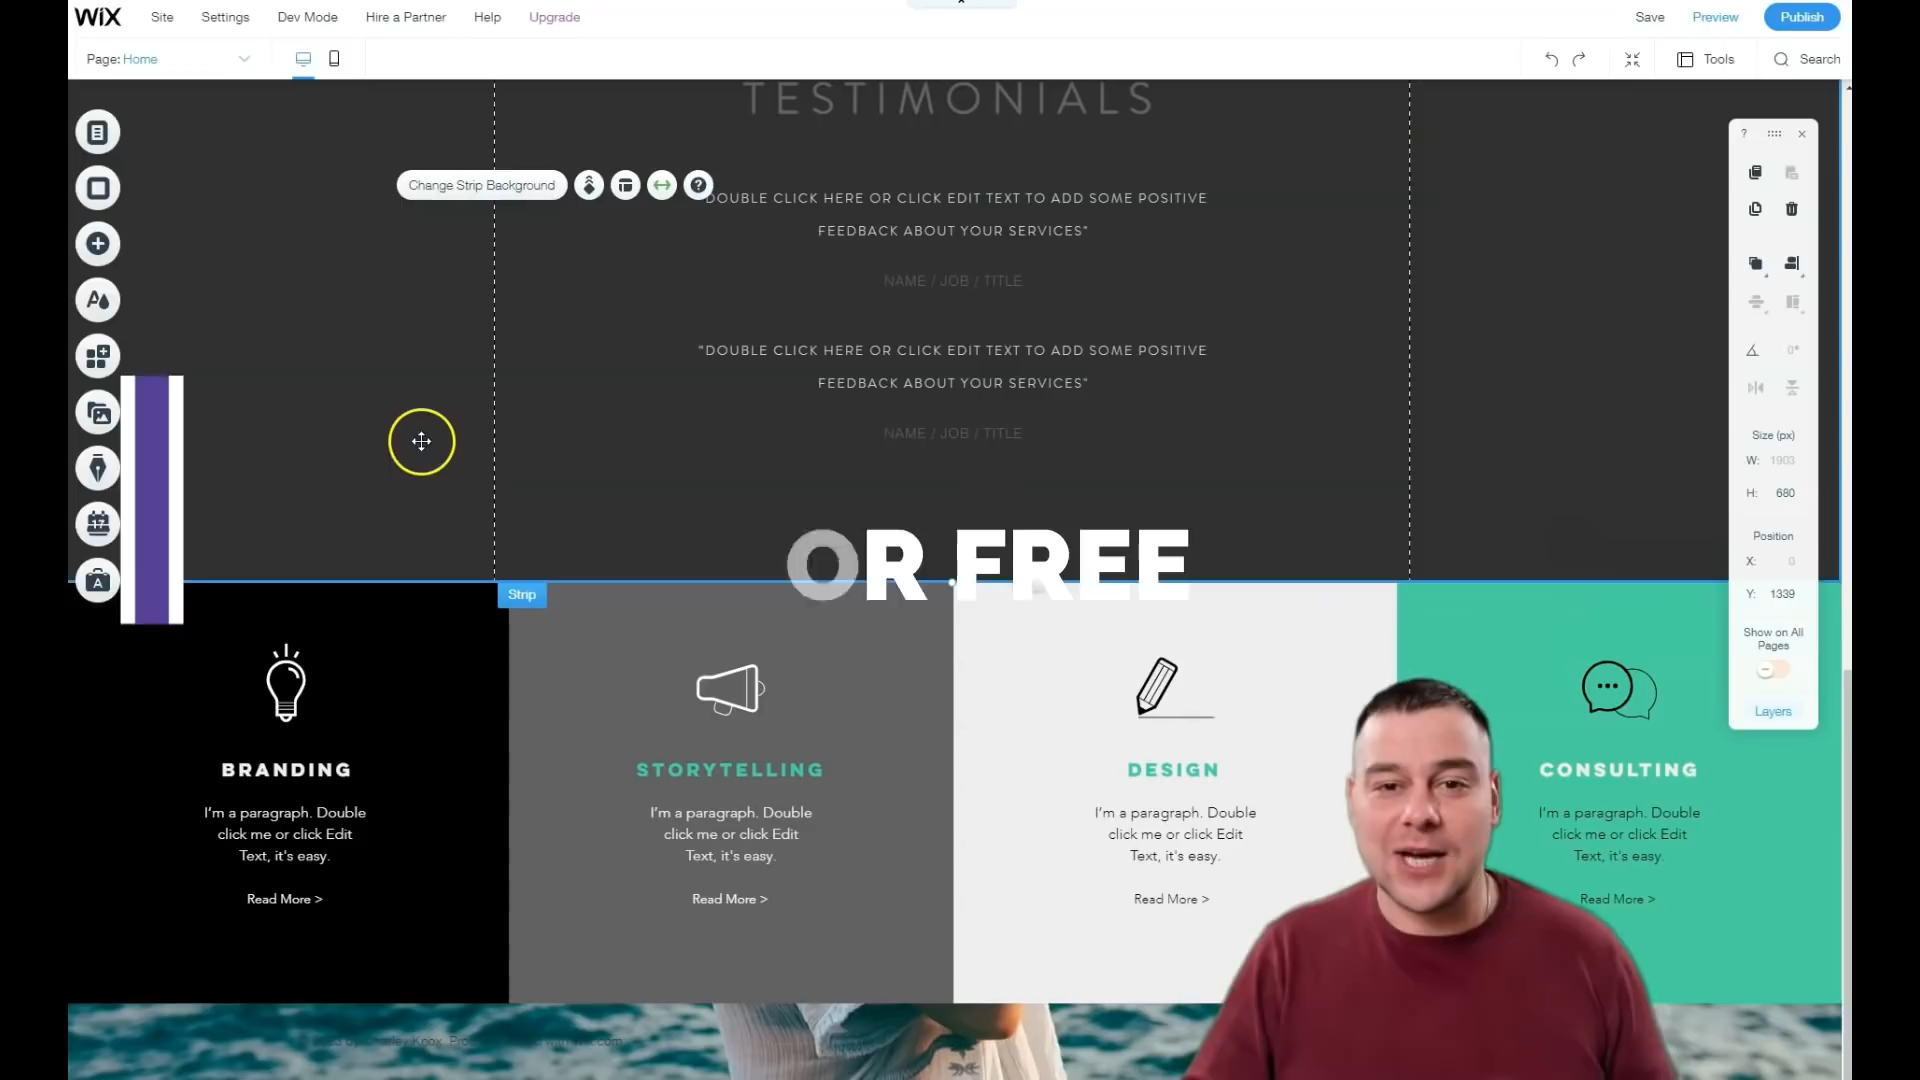 WiX
Site
Settings
Dev Mode
Hire a Partner
Help
Upgrade
Save
Preview
Publish
Page: Home
Tools
Search
TESTIMONIALS
Change Strip Background
DOUBLE CLICK HERE OR CLICK EDIT TEXT TO ADD SOME POSITIVE
FEEDBACK ABOUT YOUR SERVICES"
NAME / JOB / TITLE
"DOUBLE CLICK HERE OR CLICK EDIT TEXT TO ADD SOME POSITIVE
FEEDBACK ABOUT YOUR SERVICES"
NAME / JOB / TITLE
17
A
?
0°
Size (px)
W: 1903
H: 680
Position
X: 0
Y: 1339
Show on All
Pages
Layers
OR FREE
Strip
BRANDING
I'm a paragraph. Double
click me or click Edit
Text, it's easy.
Read More >
STORYTELLING
I'm a paragraph. Double
click me or click Edit
Text, it's easy.
Read More >
DESIGN
I'm a paragraph. Double
click me or click Edit
Text, it's easy.
Read More >
CONSULTING
I'm a paragraph. Double
click me or click Edit
Text, it's easy.
Read More >